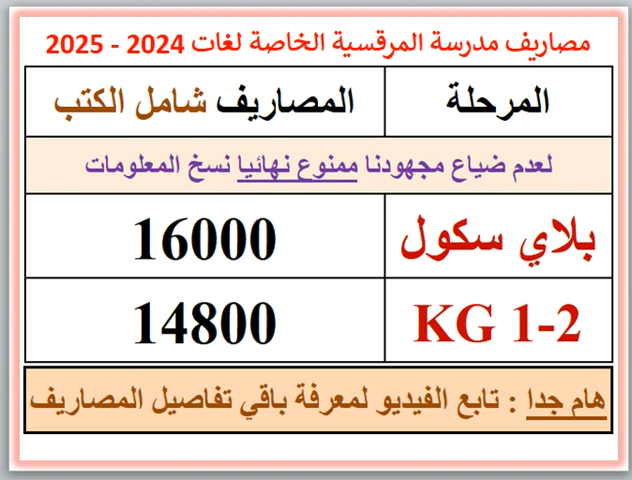 مصاريف مدرسة المرقسية الخاصة لغات 2024 - 2025
المرحلة المصاريف شامل الكتب
لعدم ضياع مجهودنا ممنوع نهائيا نسخ المعلومات
بلاي سكول 16000
KG 1-2 14800
هام جدا : تابع الفيديو لمعرفة باقي تفاصيل المصاريف